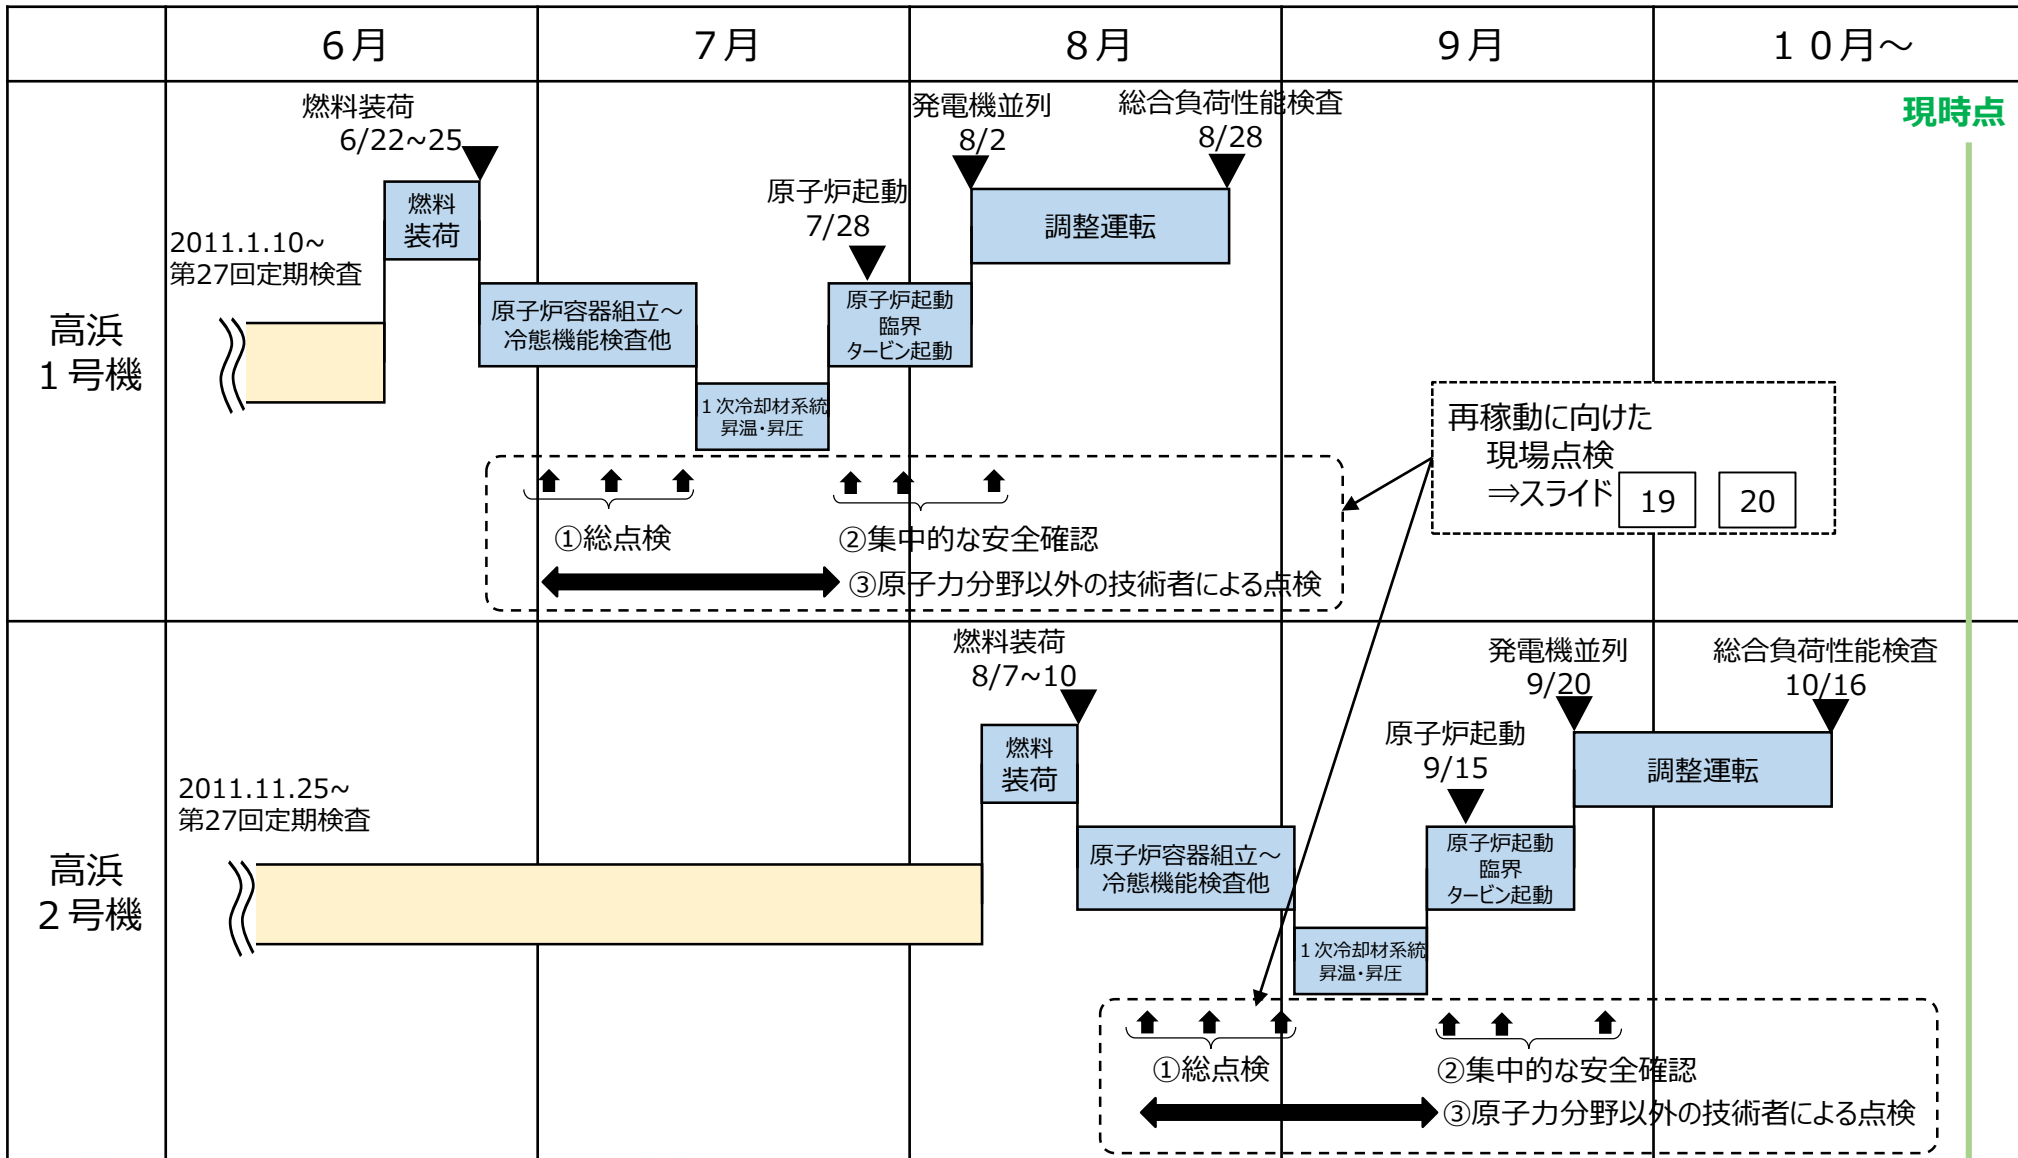 ６月
７月
８月
９月
１０月～
現時点
高浜
１号機
2011.1.10~
第27回定期検査
燃料装荷
6/22~25
燃料
装荷
原子炉容器組立～
冷態機能検査他
１次冷却材系統
昇温・昇圧
原子炉起動
7/28
原子炉起動
臨界
タービン起動
発電機並列
8/2
総合負荷性能検査
8/28
調整運転
①総点検
②集中的な安全確認
③原子力分野以外の技術者による点検
再稼動に向けた
現場点検
⇒スライド 19 20
高浜
２号機
2011.11.25~
第27回定期検査
燃料装荷
8/7~10
燃料
装荷
原子炉容器組立～
冷態機能検査他
１次冷却材系統
昇温・昇圧
原子炉起動
9/15
原子炉起動
臨界
タービン起動
発電機並列
9/20
総合負荷性能検査
10/16
調整運転
①総点検
②集中的な安全確認
③原子力分野以外の技術者による点検